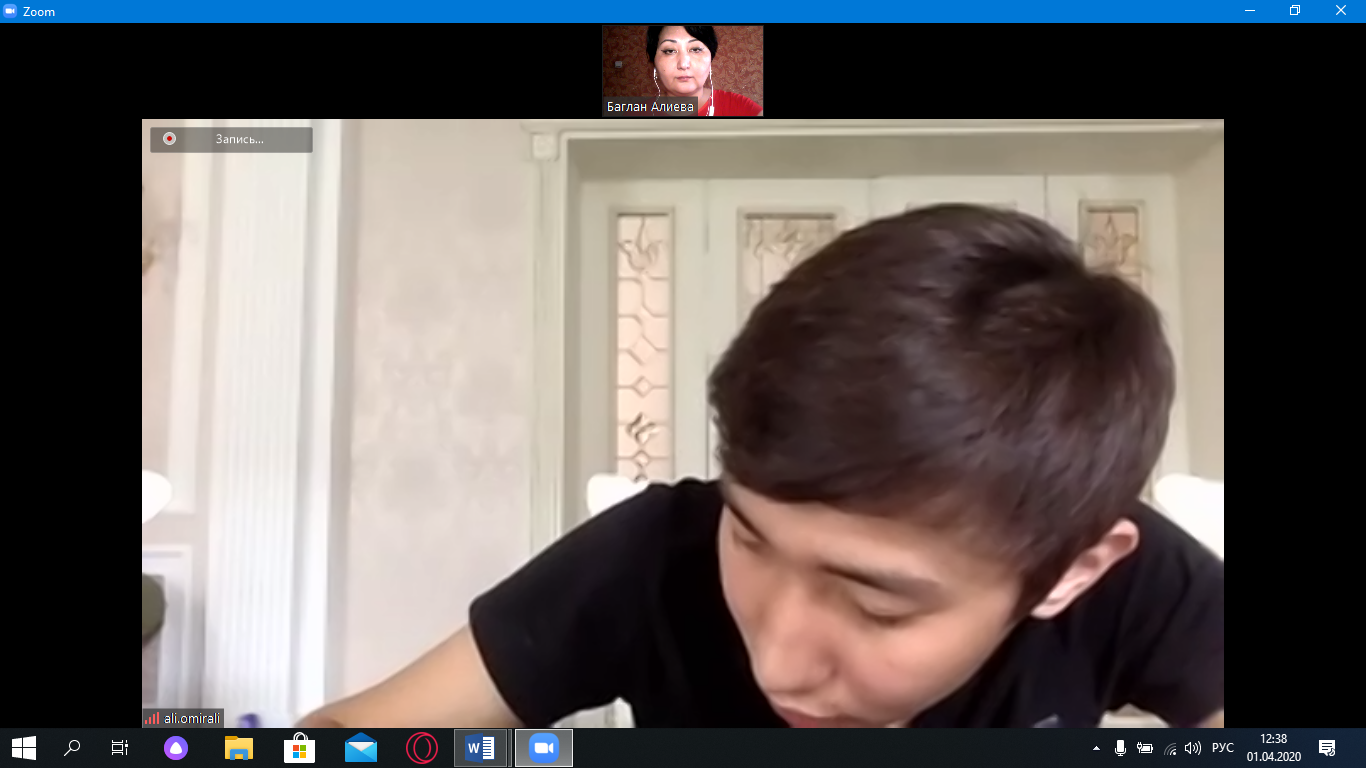 Zoom
Баглан Алиева
Запись...
ali.omirali
W
РУС
12:38
01.04.2020